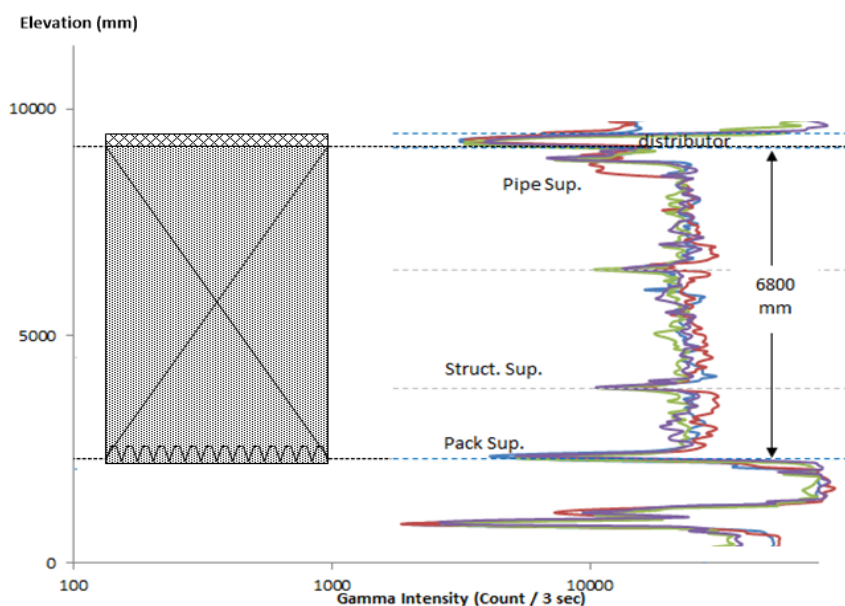 Elevation (mm)
10000
distributor
Pipe Sup.
6800
mm
5000
Struct. Sup.
Pack Sup.
0
100
1000
10000
Gamma Intensity (Count / 3 sec)